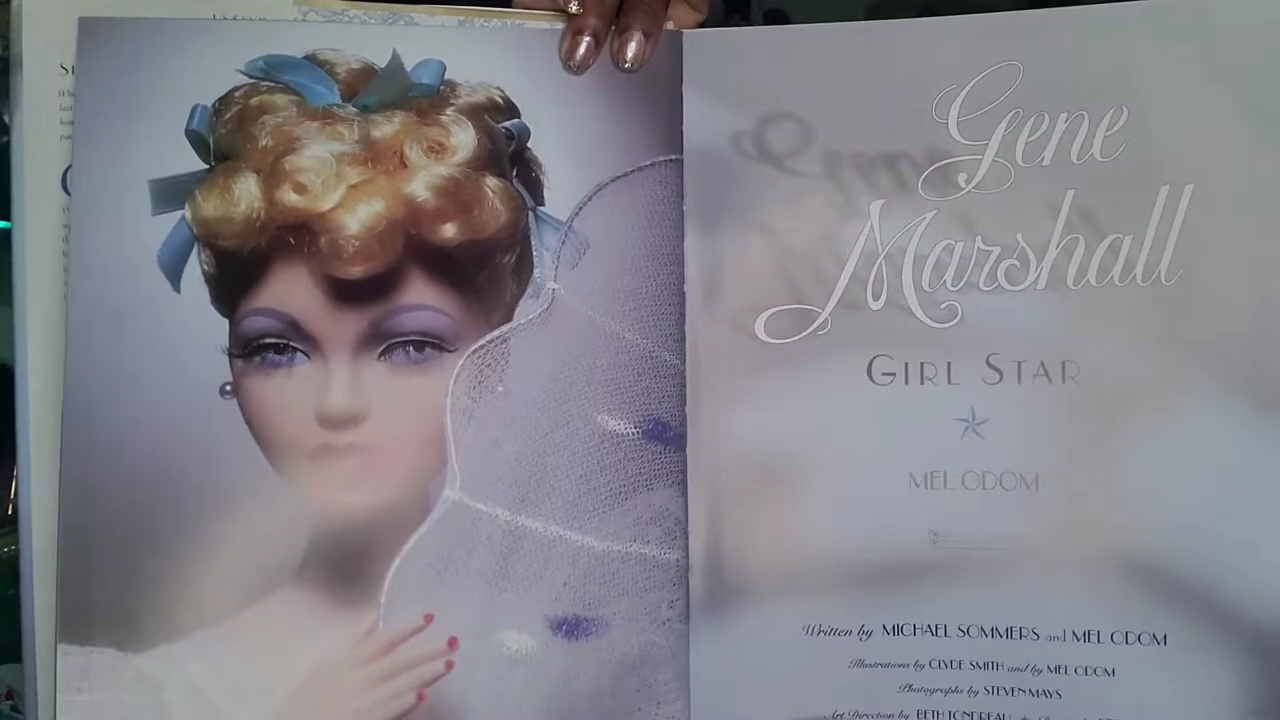 Gene
Marshall
GIRL STAR
MEL ODOM
Written by MICHAEL SOMMERS and MEL ODOM
Illustrations by CLYDE SMITH and by MEL ODOM
Photographs by STEVEN MAYS
Art Direction by BETH TONDREAU